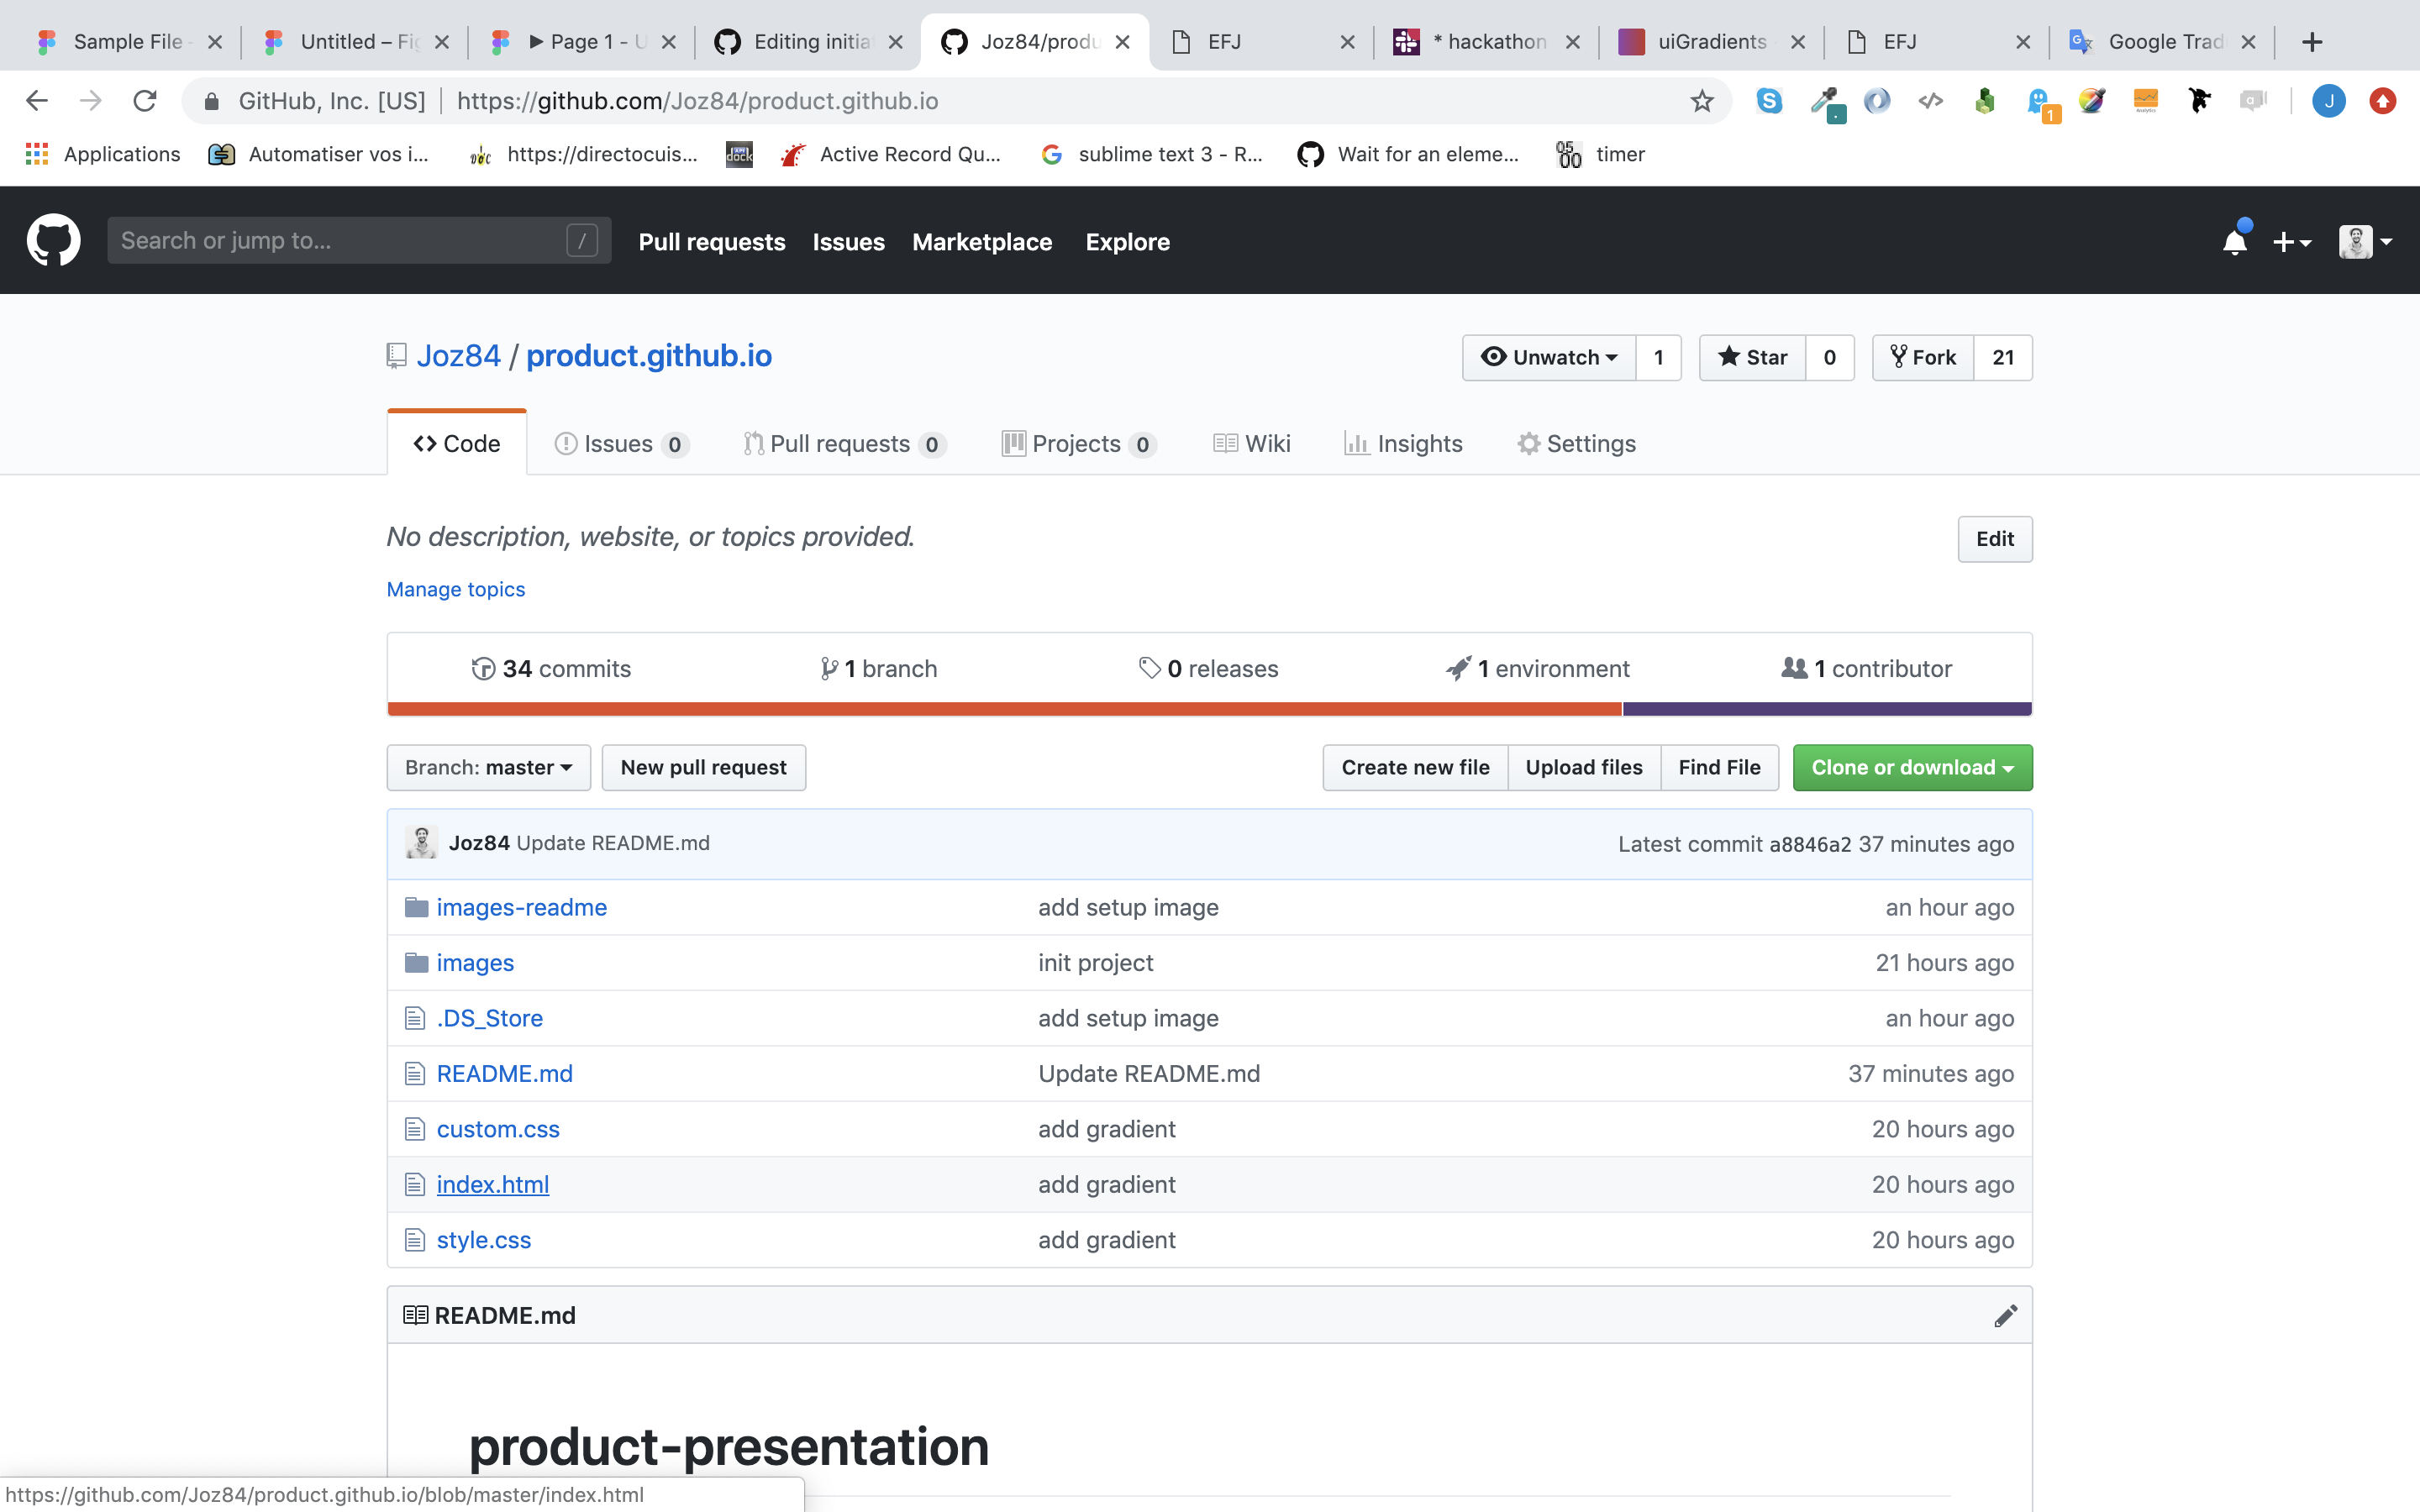 Sample File - Untitled – Fig ▶ Page 1 - U Editing initia Joz84/produ EFJ * hackathon uiGradients - EFJ Google Trad
GitHub, Inc. [US] https://github.com/Joz84/product.github.io 1 J
Applications Automatiser vos i... DOC https://directocuis... API dock Active Record Qu... sublime text 3 - R... Wait for an eleme... 05 00 timer
Search or jump to... / Pull requests Issues Marketplace Explore
Joz84 / product.github.io Unwatch 1 Star 0 Fork 21
Code Issues 0 Pull requests 0 Projects 0 Wiki Insights Settings
No description, website, or topics provided. Edit
Manage topics
34 commits 1 branch 0 releases 1 environment 1 contributor
Branch: master New pull request Create new file Upload files Find File Clone or download
Joz84 Update README.md Latest commit a8846a2 37 minutes ago
images-readme add setup image an hour ago
images init project 21 hours ago
.DS_Store add setup image an hour ago
README.md Update README.md 37 minutes ago
custom.css add gradient 20 hours ago
index.html add gradient 20 hours ago
style.css add gradient 20 hours ago
README.md
product-presentation
https://github.com/Joz84/product.github.io/blob/master/index.html